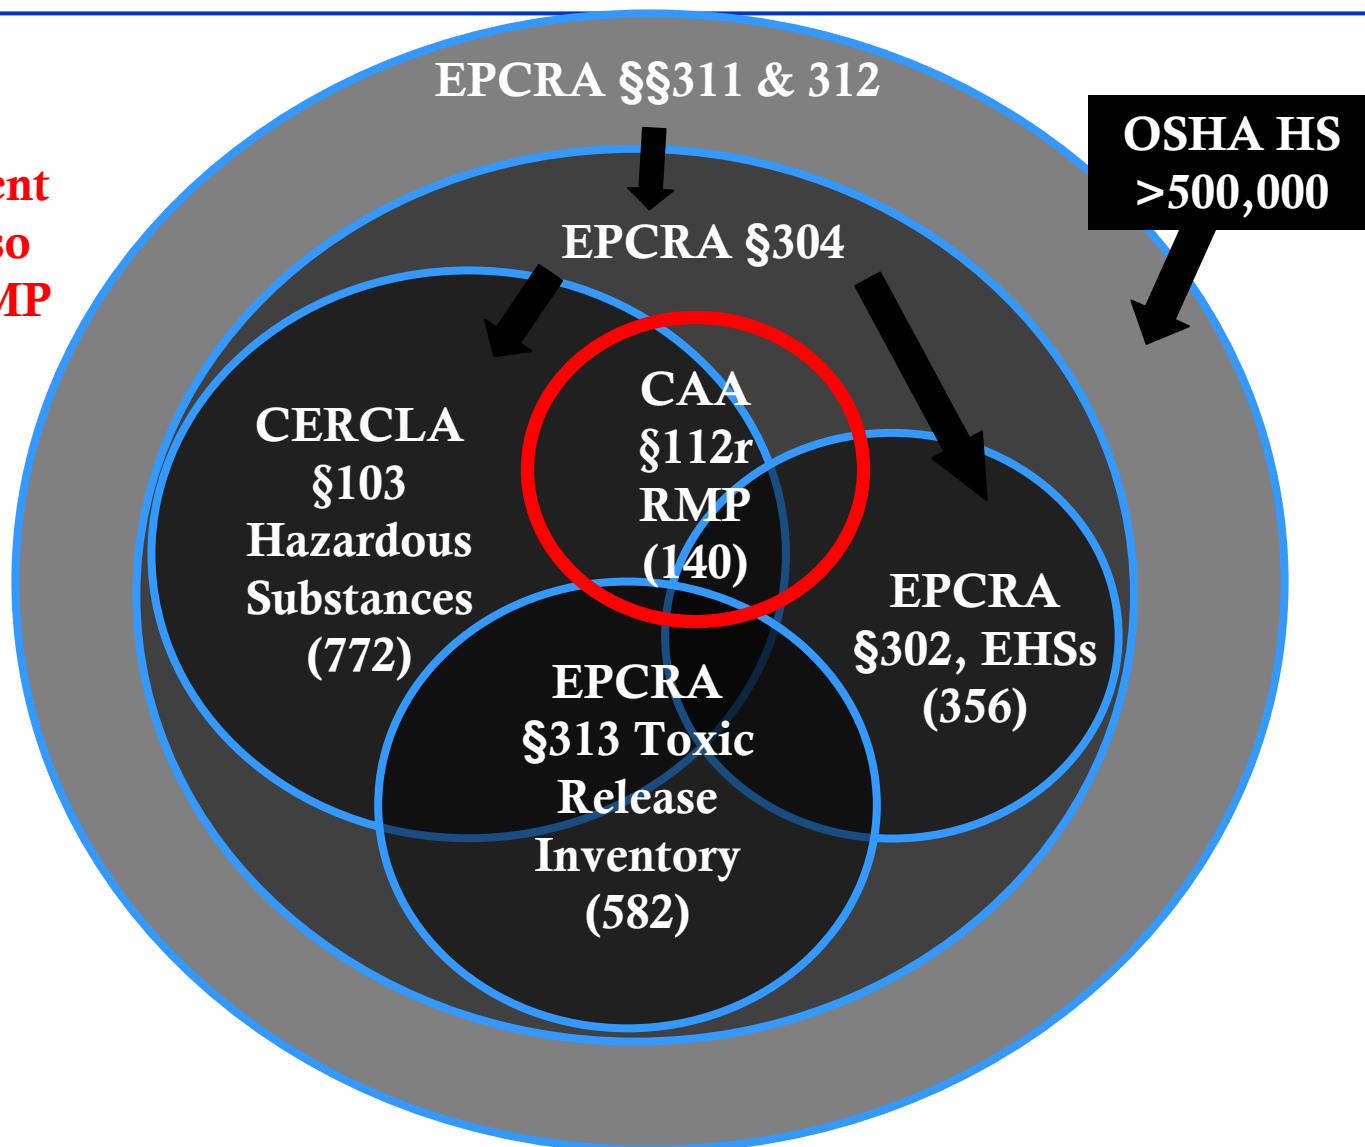 EPCRA §§311 & 312
OSHA HS
>500,000
so
EPCRA §304
CAA
§112r
RMP
(140)
CERCLA
§103
Hazardous
Substances
(772)
EPCRA
§302, EHSs
(356)
EPCRA
§313 Toxic
Release
Inventory
(582)